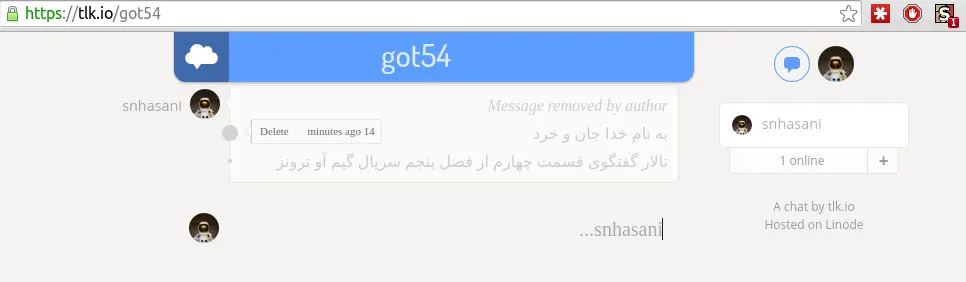 https://tlk.io/got54
S
1
got54
snhasani
Message removed by author
Delete
minutes ago 14
به نام خدا جان و خرد
تالار گفتگوی قسمت چهارم از فصل پنجم سریال گیم آو ترونز
...snhasani
snhasani
1 online
+
A chat by tlk.io
Hosted on Linode